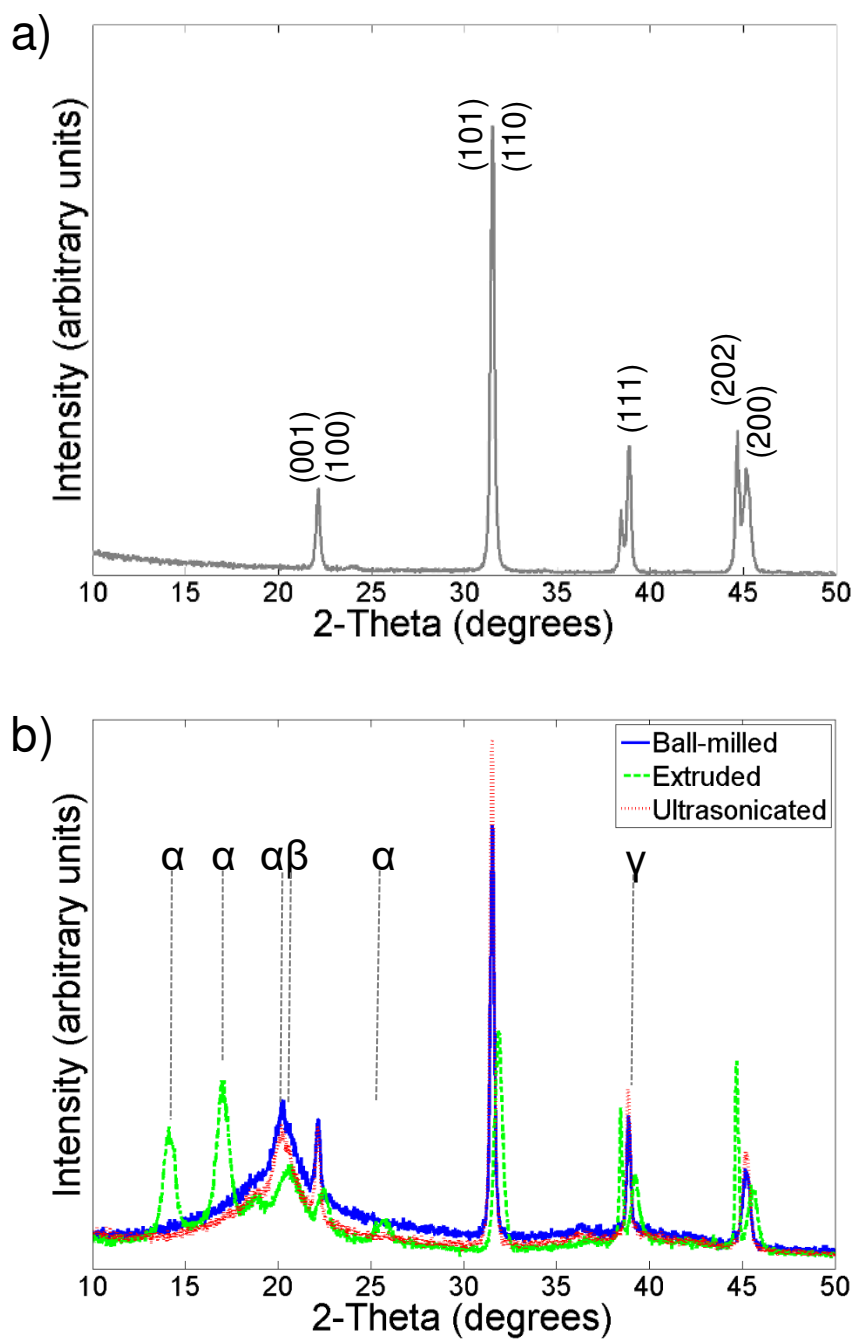 a)
Intensity (arbitrary units)
(001)
(100)
(101)
(110)
(111)
(202)
(200)
10 15 20 25 30 35 40 45 50
2-Theta (degrees)
b)
Intensity (arbitrary units)
Ball-milled
Extruded
Ultrasonicated
α α αβ α γ
10 15 20 25 30 35 40 45 50
2-Theta (degrees)